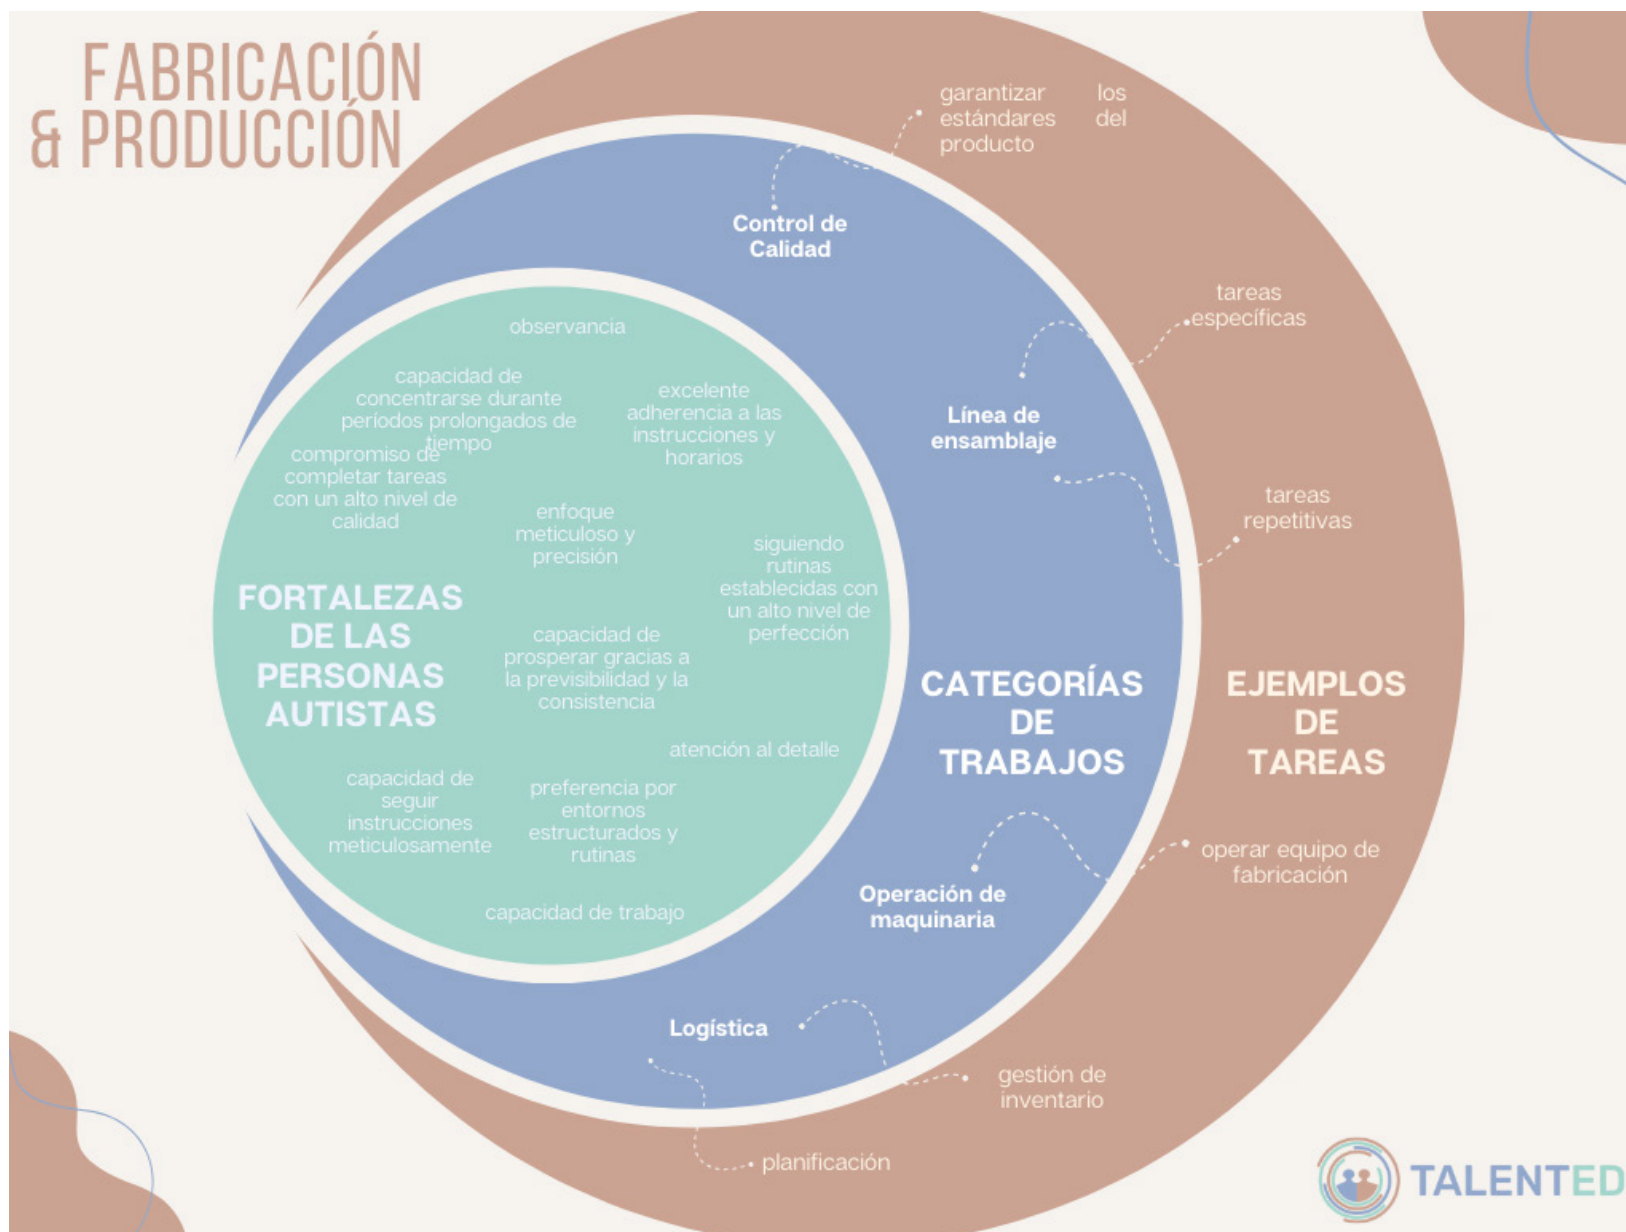 FABRICACIÓN
& PRODUCCIÓN
garantizar los
estándares del
producto
Control de
Calidad
tareas
específicas
Línea de
ensamblaje
tareas
repetitivas
observancia
capacidad de
concentrarse durante
períodos prolongados de
tiempo
excelente
adherencia a las
instrucciones y
horarios
compromiso de
completar tareas
con un alto nivel de
calidad
enfoque
meticuloso y
precisión
siguiendo
rutinas
establecidas con
un alto nivel de
perfección
FORTALEZAS
DE LAS
PERSONAS
AUTISTAS
capacidad de
prosperar gracias a
la previsibilidad y la
consistencia
atención al detalle
capacidad de
seguir
instrucciones
meticulosamente
preferencia por
entornos
estructurados y
rutinas
capacidad de trabajo
CATEGORÍAS
DE
TRABAJOS
EJEMPLOS
DE
TAREAS
Operación de
maquinaria
operar equipo de
fabricación
Logística
gestión de
inventario
planificación
TALENTED